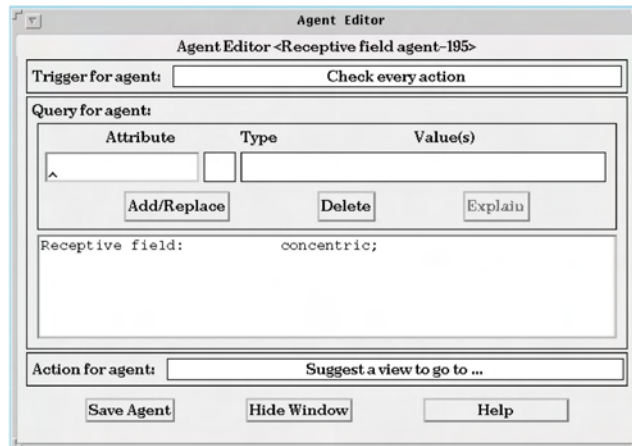 Agent Editor
Agent Editor <Receptive field agent-195>
Trigger for agent: Check every action
Query for agent:
Attribute Type Value(s)
^
Add/Replace Delete Explain
Receptive field: concentric;
Action for agent: Suggest a view to go to ...
Save Agent Hide Window Help